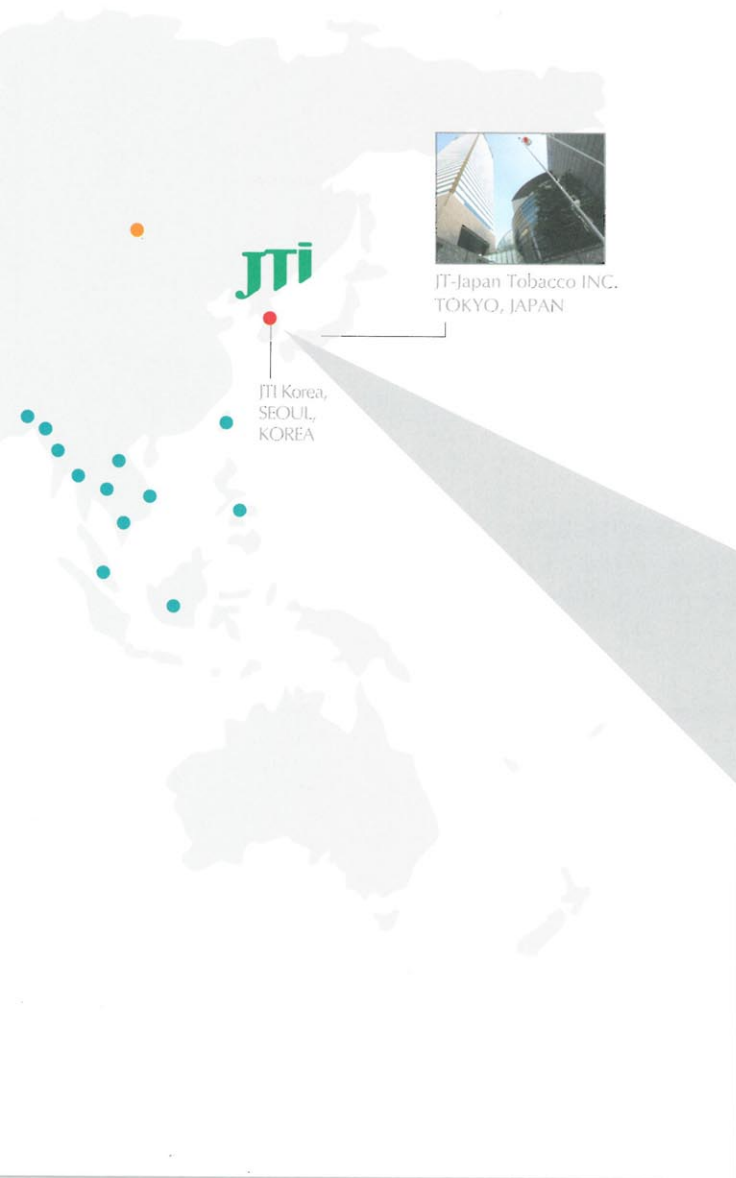 JTi
JT-Japan Tobacco INC.
TOKYO, JAPAN
JTI Korea,
SEOUL,
KOREA